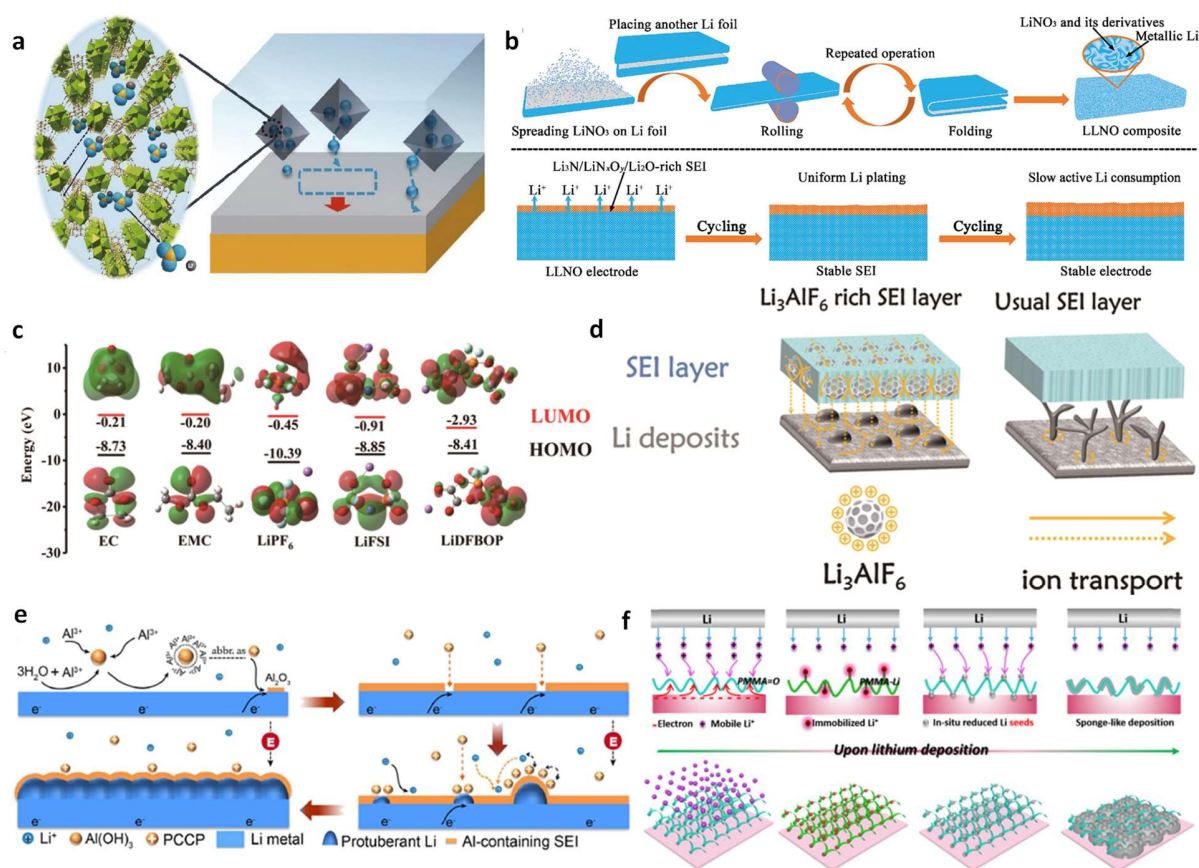 a
b
Placing another Li foil
LiNO₃ and its derivatives
Metallic Li
Repeated operation
Spreading LiNO₃ on Li foil
Rolling
Folding
LLNO composite
Li₃N/LiNₓOᵧ/Li₂O-rich SEI
Li⁺ Li⁺ Li⁺ Li⁺ Li⁺
Uniform Li plating
Slow active Li consumption
Cycling
Cycling
LLNO electrode
Stable SEI
Stable electrode
c
Energy (eV)
10
0
-10
-20
-30
-0.21 -0.20 -0.45 -0.91 -2.93
LUMO
-8.73 -8.40 -10.39 -8.85 -8.41
HOMO
EC EMC LiPF₆ LiFSI LiDFBOP
d
Li₃AlF₆ rich SEI layer
Usual SEI layer
SEI layer
Li deposits
Li₃AlF₆
ion transport
e
Al³⁺
Al³⁺
Al³⁺ Al³⁺ Al³⁺
abbr. as
3H₂O + Al³⁺
Al₂O₃
e⁻ e⁻ e⁻
e⁻ e⁻ e⁻
E
E
e⁻ e⁻ e⁻
e⁻ e⁻ e⁻
Li⁺ Al(OH)₃ PCCP Li metal Protuberant Li Al-containing SEI
f
Li Li Li Li
PMMA=O
PMMA-Li
Electron Mobile Li⁺ Immobilized Li⁺ In-situ reduced Li seeds Sponge-like deposition
Upon lithium deposition